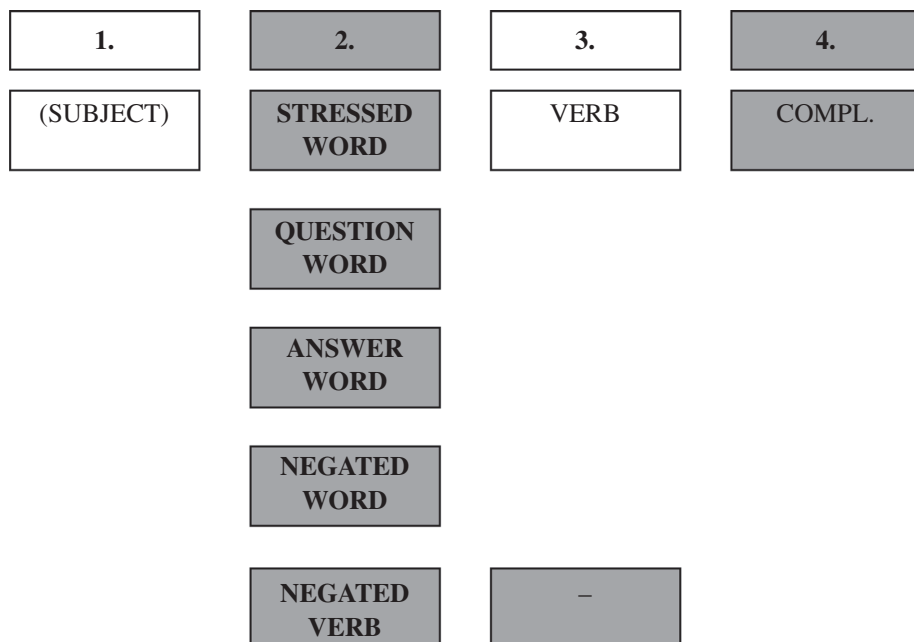 1. 2. 3. 4.
(SUBJECT) STRESSED VERB COMPL.
WORD
QUESTION
WORD
ANSWER
WORD
NEGATED
WORD
NEGATED –
VERB